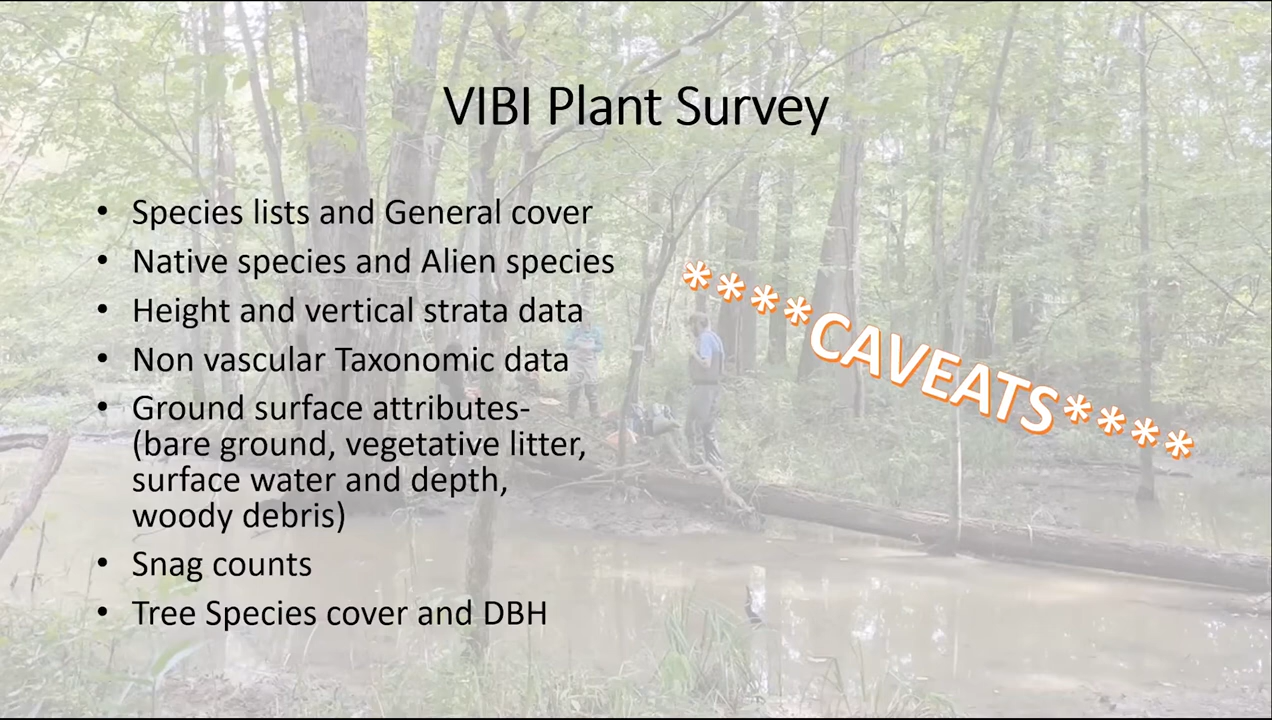 VIBI Plant Survey
• Species lists and General cover
• Native species and Alien species
• Height and vertical strata data
• Non vascular Taxonomic data
• Ground surface attributes-
(bare ground, vegetative litter,
surface water and depth,
woody debris)
• Snag counts
• Tree Species cover and DBH
****CAVEATS****